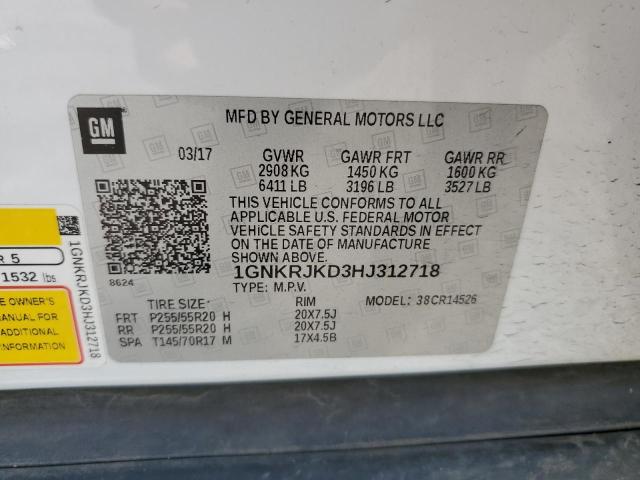 GM
MFD BY GENERAL MOTORS LLC
03/17 GVWR GAWR FRT GAWR RR
2908 KG 1450 KG 1600 KG
6411 LB 3196 LB 3527 LB
THIS VEHICLE CONFORMS TO ALL
APPLICABLE U.S. FEDERAL MOTOR
VEHICLE SAFETY STANDARDS IN EFFECT
ON THE DATE OF MANUFACTURE
SHOWN ABOVE.
8624
1GNKRJKD3HJ312718
TYPE: M.P.V.
TIRE SIZE* RIM MODEL: 38CR14526
FRT P255/55R20 H 20X7.5J
RR P255/55R20 H 20X7.5J
SPA T145/70R17 M 17X4.5B
R 5
1532 lbs
E OWNER'S
MANUAL FOR
ADDITIONAL
1GNKRJKD3HJ312718